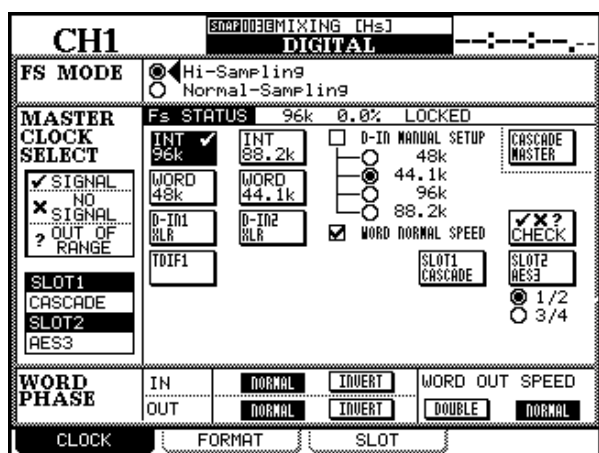 CH1
SNAP003 MIXING [Hs]
DIGITAL
--:--:--.--
FS MODE
Hi-Sampling
Normal-Sampling
MASTER CLOCK SELECT
✓ SIGNAL
✗ NO SIGNAL
? OUT OF RANGE
SLOT1
CASCADE
SLOT2
AES3
Fs STATUS 96k 0.0% LOCKED
INT ✓ 96k
INT 88.2k
D-IN MANUAL SETUP
48k
44.1k
96k
88.2k
CASCADE MASTER
WORD 48k
WORD 44.1k
D-IN1 XLR
D-IN2 XLR
WORD NORMAL SPEED
✓✗? CHECK
TDIF1
SLOT1 CASCADE
SLOT2 AES3
1/2
3/4
WORD PHASE
IN NORMAL INVERT
OUT NORMAL INVERT
WORD OUT SPEED
DOUBLE NORMAL
CLOCK FORMAT SLOT